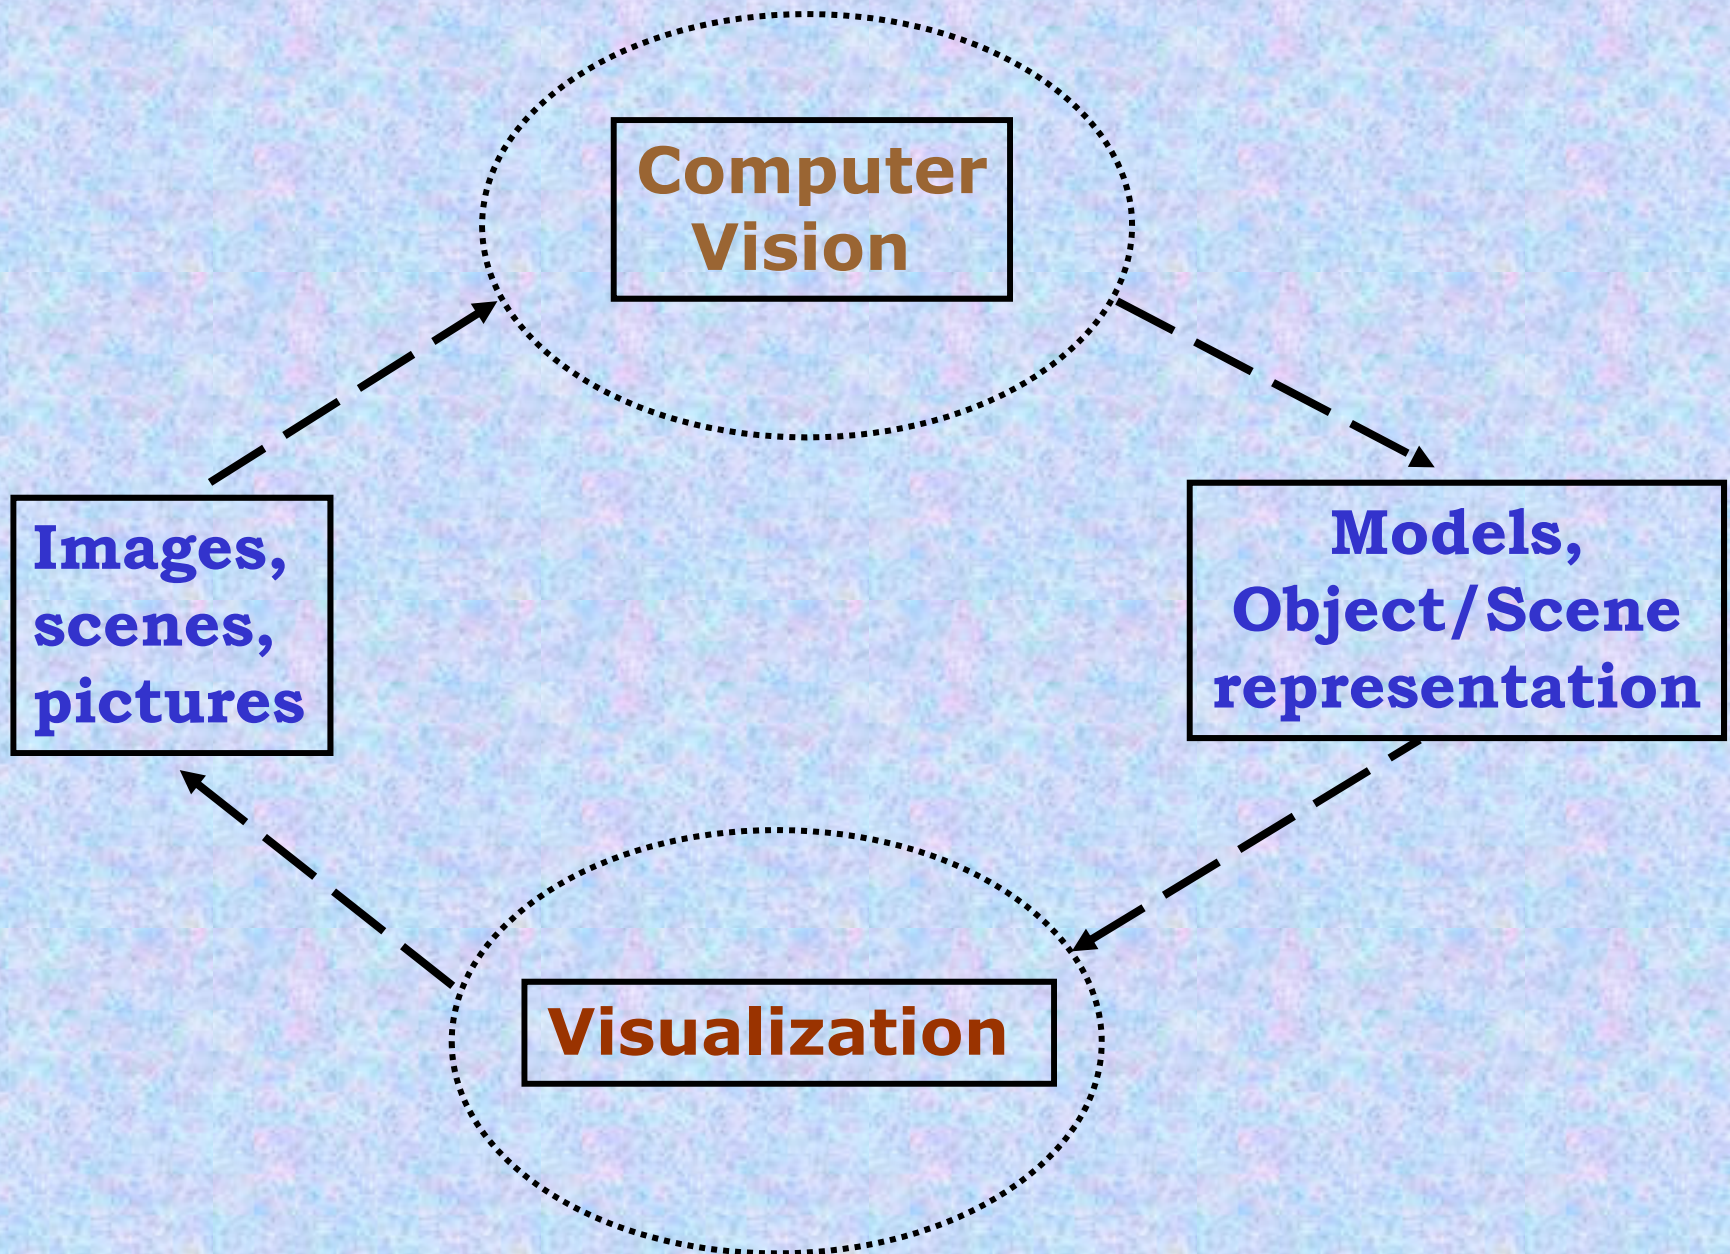 Computer
Vision
Images,
scenes,
pictures
Models,
Object/Scene
representation
Visualization